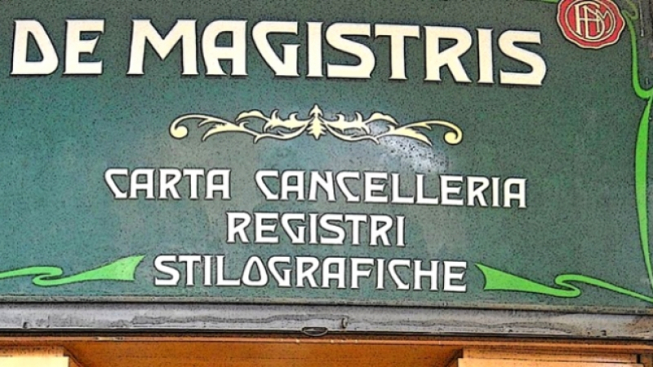 DE MAGISTRIS
CARTA CANCELLERIA
REGISTRI
STILOGRAFICHE